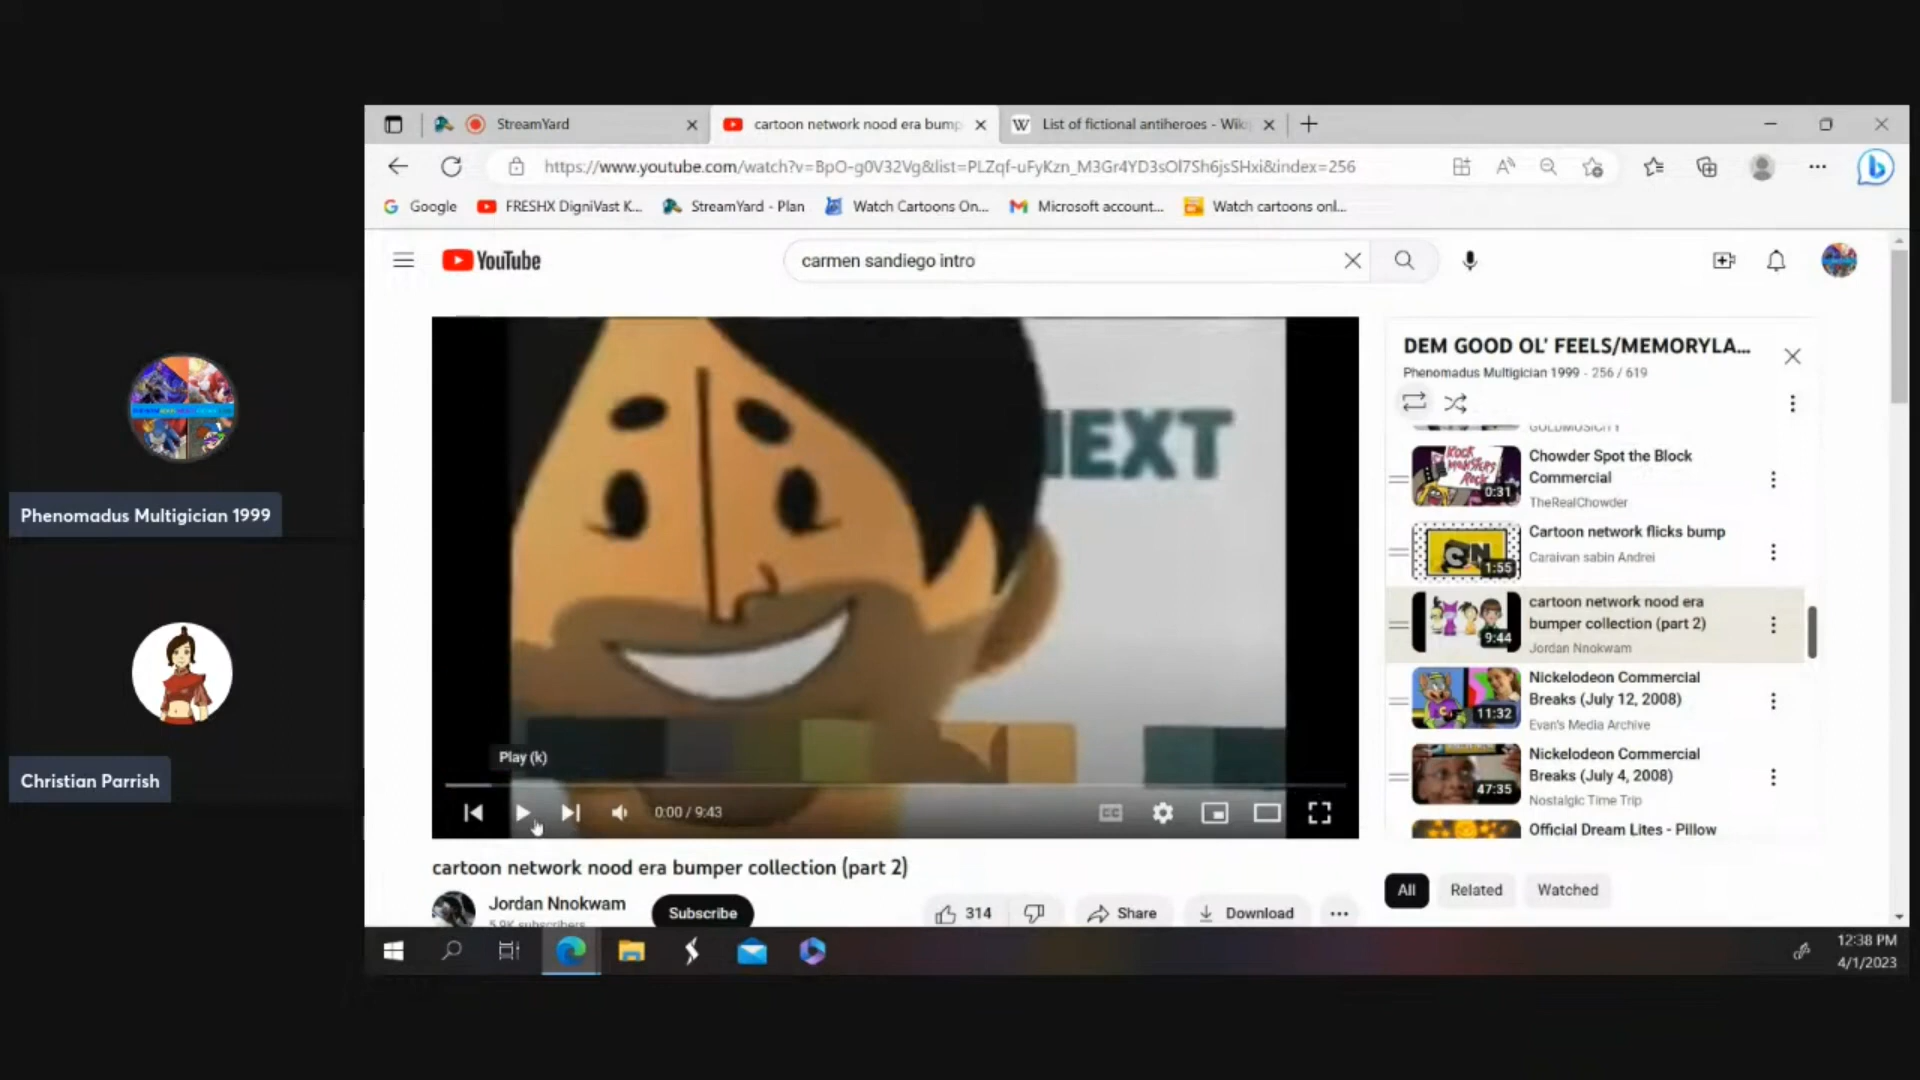 StreamYard
cartoon network nood era bump
List of fictional antiheroes - Wiki
https://www.youtube.com/watch?v=BpO-g0V32Vg&list=PLZqf-uFyKzn_M3Gr4YD3sOl7Sh6jsSHxi&index=256
Google
FRESHX DigniVast K...
StreamYard - Plan
Watch Cartoons On...
Microsoft account...
Watch cartoons onl...
YouTube
carmen sandiego intro
NEXT
Play (k)
0:00 / 9:43
CC
DEM GOOD OL' FEELS/MEMORYLA...
Phenomadus Multigician 1999 - 256 / 619
GOLDMUSICITY
Chowder Spot the Block
Commercial
TheRealChowder
0:31
Cartoon network flicks bump
Caraivan sabin Andrei
CN
1:55
cartoon network nood era
bumper collection (part 2)
Jordan Nnokwam
9:44
Nickelodeon Commercial
Breaks (July 12, 2008)
Evan's Media Archive
11:32
Nickelodeon Commercial
Breaks (July 4, 2008)
Nostalgic Time Trip
47:35
Official Dream Lites - Pillow
All
Related
Watched
cartoon network nood era bumper collection (part 2)
Jordan Nnokwam
5.9K subscribers
Subscribe
314
Share
Download
12:38 PM
4/1/2023
Phenomadus Multigician 1999
Christian Parrish